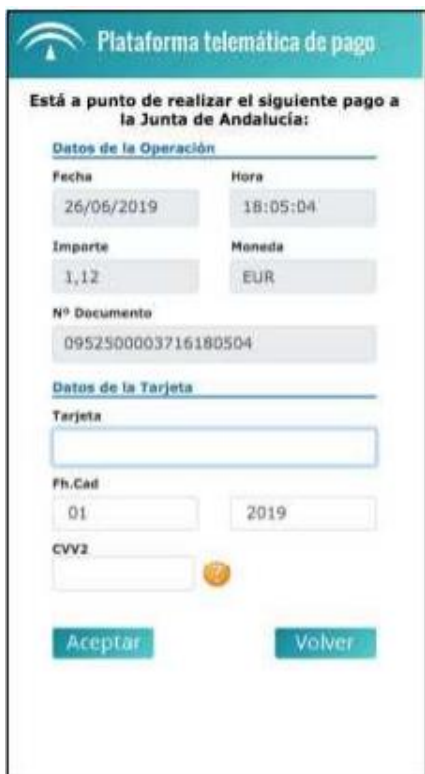 Plataforma telemática de pago
Está a punto de realizar el siguiente pago a
la Junta de Andalucía:
Datos de la Operación
Fecha Hora
26/06/2019 18:05:04
Importe Moneda
1,12 EUR
Nº Documento
0952500003716180504
Datos de la Tarjeta
Tarjeta
Fh.Cad
01 2019
CVV2
?
Aceptar Volver